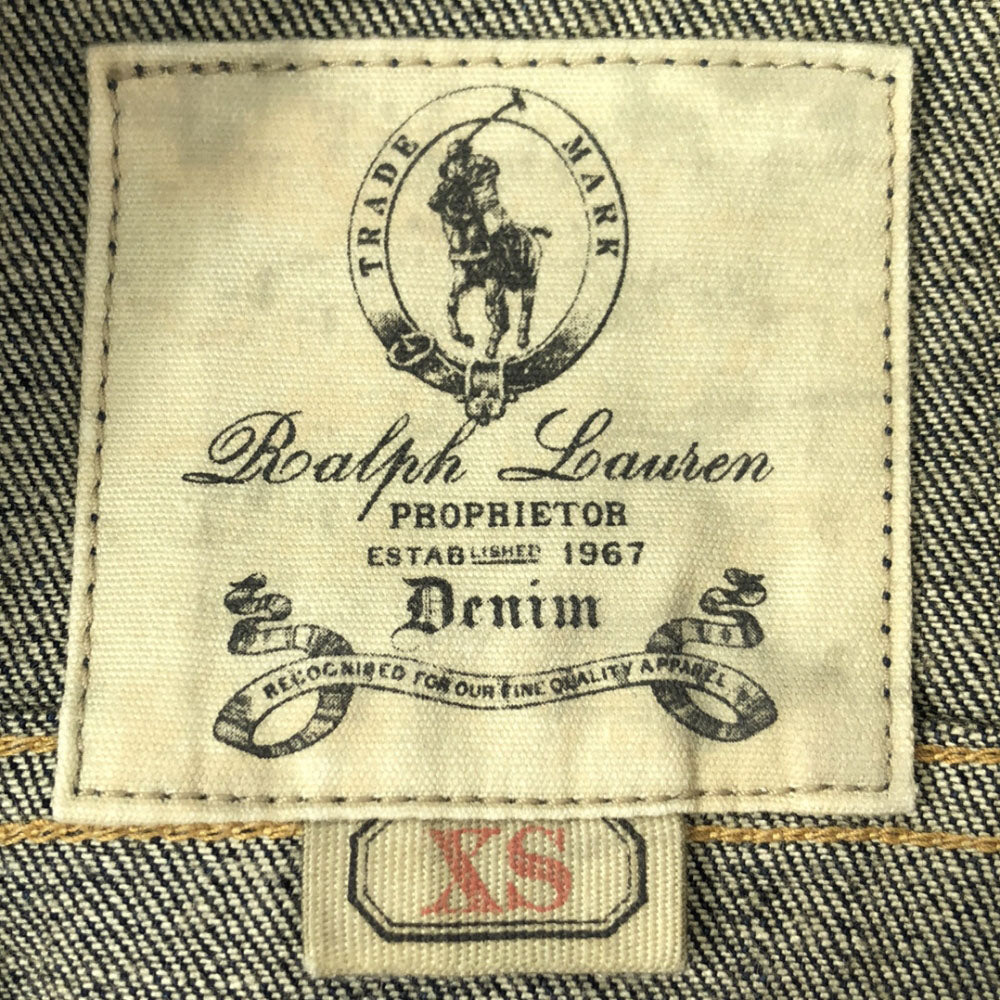 TRADE MARK
Ralph Lauren
PROPRIETOR
ESTABLISHED 1967
Denim
RECOGNISED FOR OUR FINE QUALITY APPAREL
XS